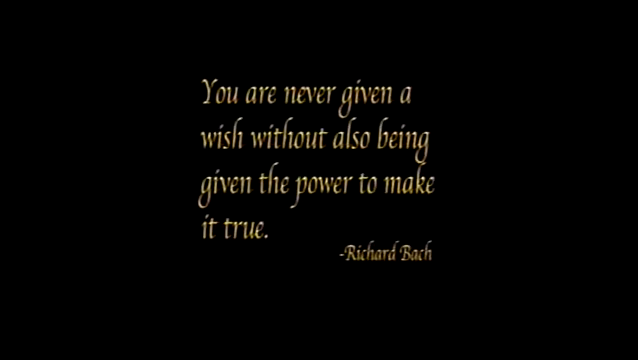 You are never given a
wish without also being
given the power to make
it true.
-Richard Bach